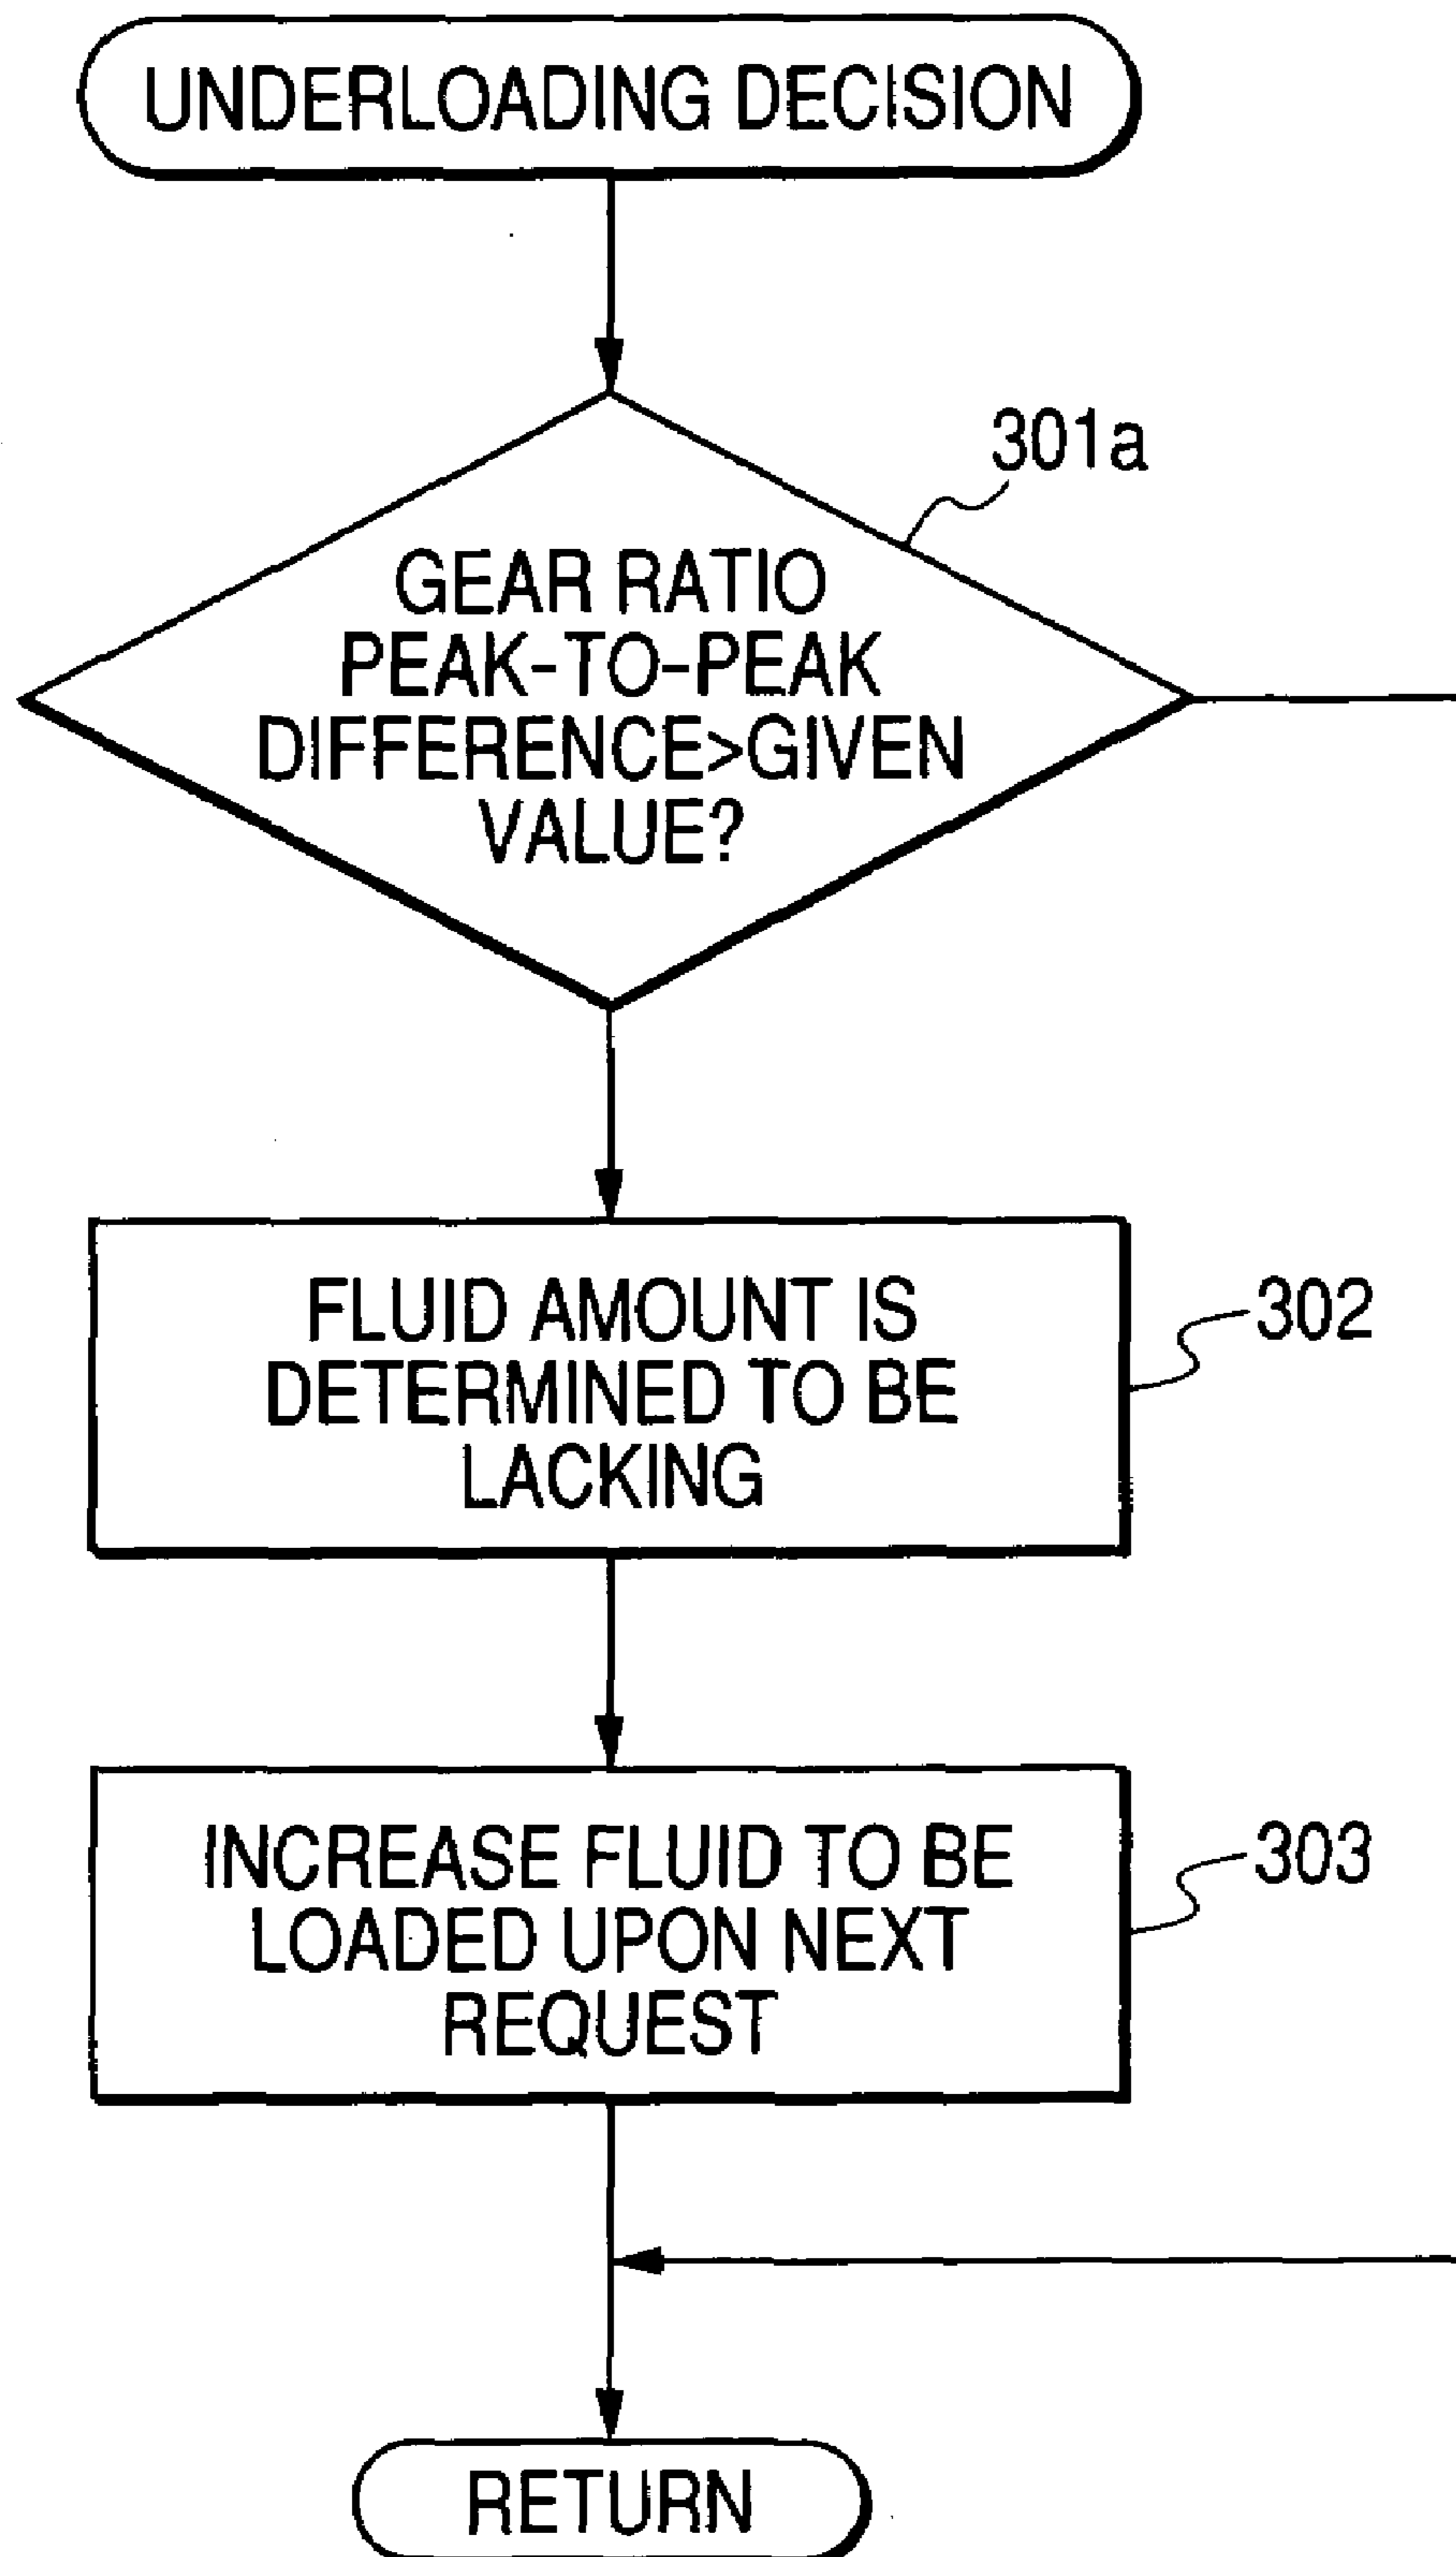 UNDERLOADING DECISION
301a
GEAR RATIO
PEAK-TO-PEAK
DIFFERENCE>GIVEN
VALUE?
FLUID AMOUNT IS
DETERMINED TO BE
LACKING
302
INCREASE FLUID TO BE
LOADED UPON NEXT
REQUEST
303
RETURN